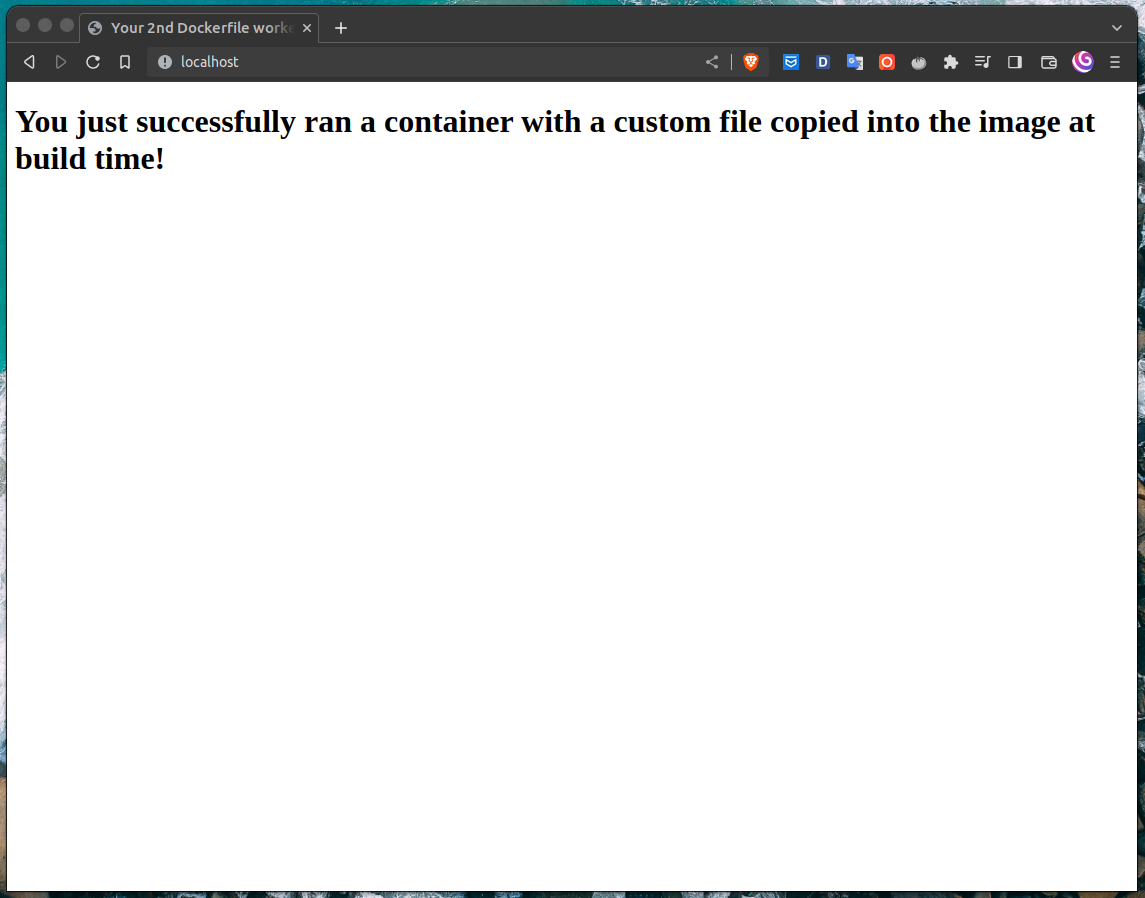 Your 2nd Dockerfile worke
localhost
D
You just successfully ran a container with a custom file copied into the image at
build time!